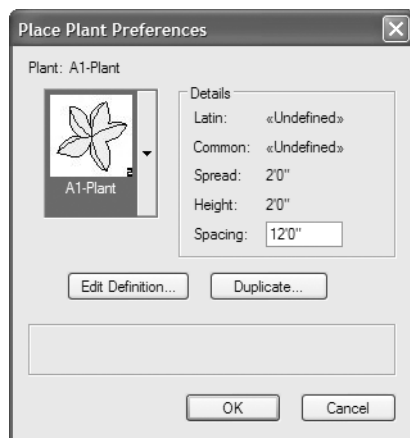 Place Plant Preferences
Plant: A1-Plant
A1-Plant
Details
Latin: «Undefined»
Common: «Undefined»
Spread: 2'0"
Height: 2'0"
Spacing: 12'0"
Edit Definition... Duplicate...
OK Cancel